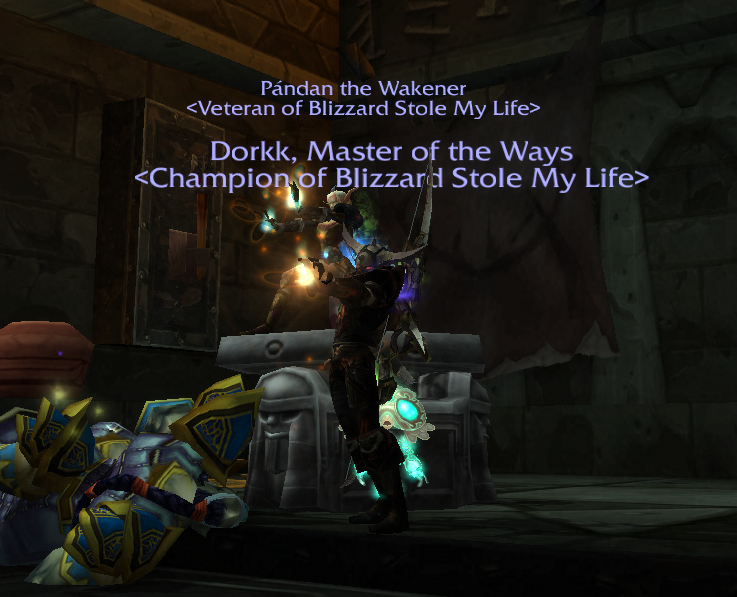 Pándan the Wakener
<Veteran of Blizzard Stole My Life>
Dorkk, Master of the Ways
<Champion of Blizzard Stole My Life>